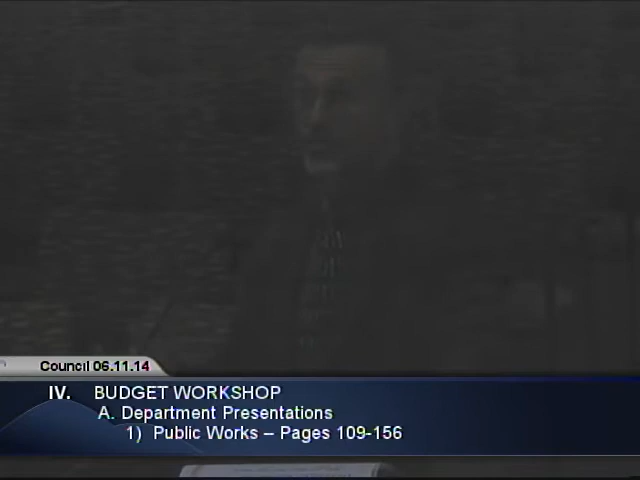 Council 06.11.14
IV. BUDGET WORKSHOP
A. Department Presentations
1) Public Works – Pages 109-156